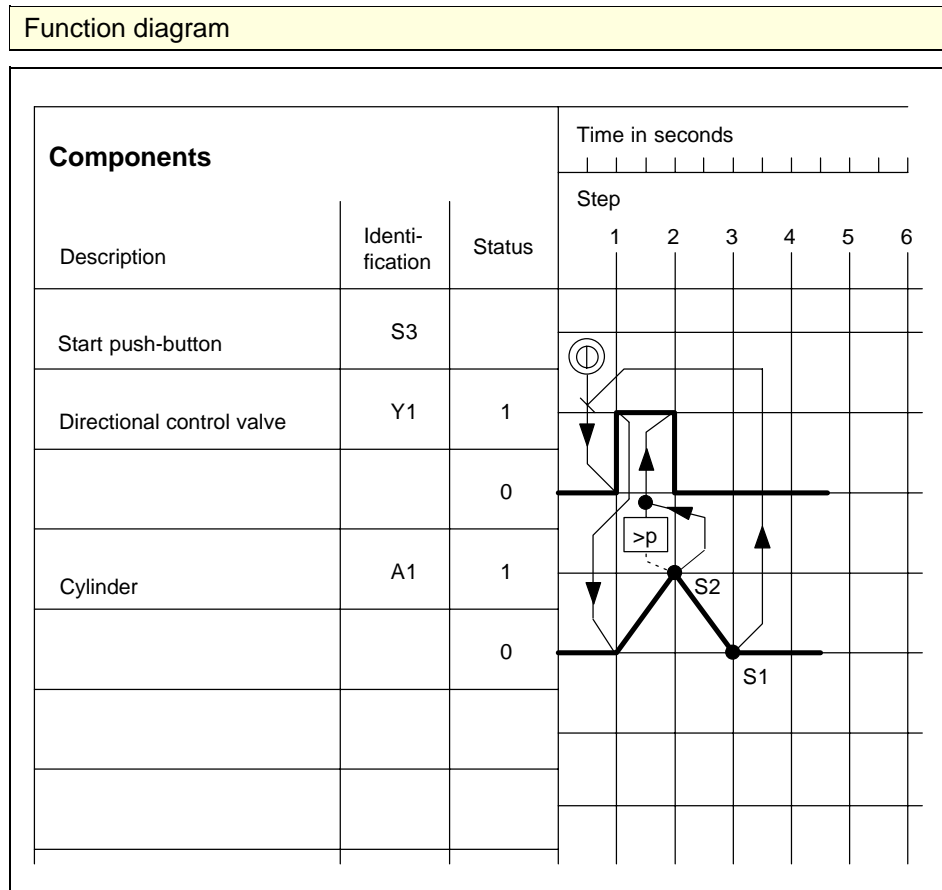 Function diagram
Components
Time in seconds
Step
Description
Identi-
fication
Status
1 2 3 4 5 6
Start push-button
S3
Directional control valve
Y1
1
0
>p
Cylinder
A1
1
S2
0
S1